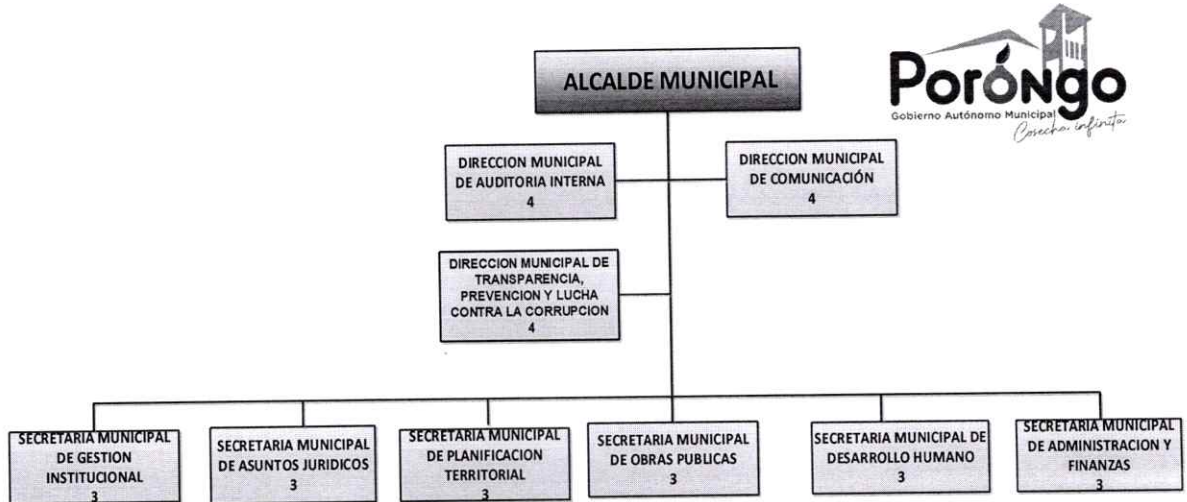 ALCALDE MUNICIPAL
Poróngo
Gobierno Autónomo Municipal
Cosecha infinita
DIRECCION MUNICIPAL
DE AUDITORIA INTERNA
4
DIRECCION MUNICIPAL
DE COMUNICACIÓN
4
DIRECCION MUNICIPAL DE
TRANSPARENCIA,
PREVENCION Y LUCHA
CONTRA LA CORRUPCION
4
SECRETARIA MUNICIPAL
DE GESTION
INSTITUCIONAL
3
SECRETARIA MUNICIPAL
DE ASUNTOS JURIDICOS
3
SECRETARIA MUNICIPAL
DE PLANIFICACION
TERRITORIAL
3
SECRETARIA MUNICIPAL
DE OBRAS PUBLICAS
3
SECRETARIA MUNICIPAL DE
DESARROLLO HUMANO
3
SECRETARIA MUNICIPAL
DE ADMINISTRACION Y
FINANZAS
3